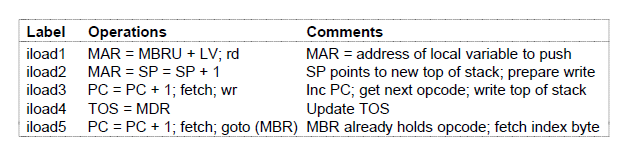 Label Operations Comments
iload1 MAR = MBRU + LV; rd MAR = address of local variable to push
iload2 MAR = SP = SP + 1 SP points to new top of stack; prepare write
iload3 PC = PC + 1; fetch; wr Inc PC; get next opcode; write top of stack
iload4 TOS = MDR Update TOS
iload5 PC = PC + 1; fetch; goto (MBR) MBR already holds opcode; fetch index byte